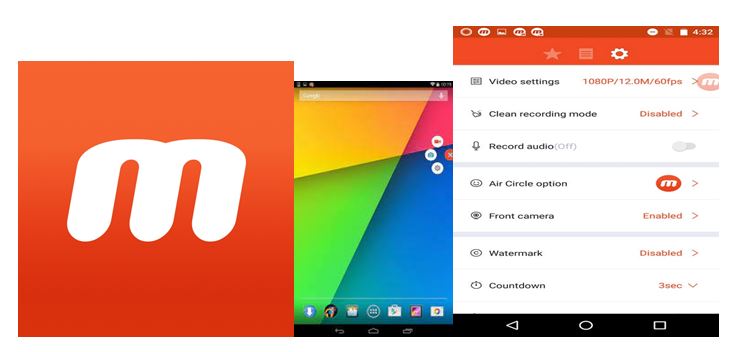 m
Google
4:32
Video settings 1080P/12.0M/60fps >
Clean recording mode Disabled >
Record audio(Off)
Air Circle option >
Front camera Enabled >
Watermark Disabled >
Countdown 3sec